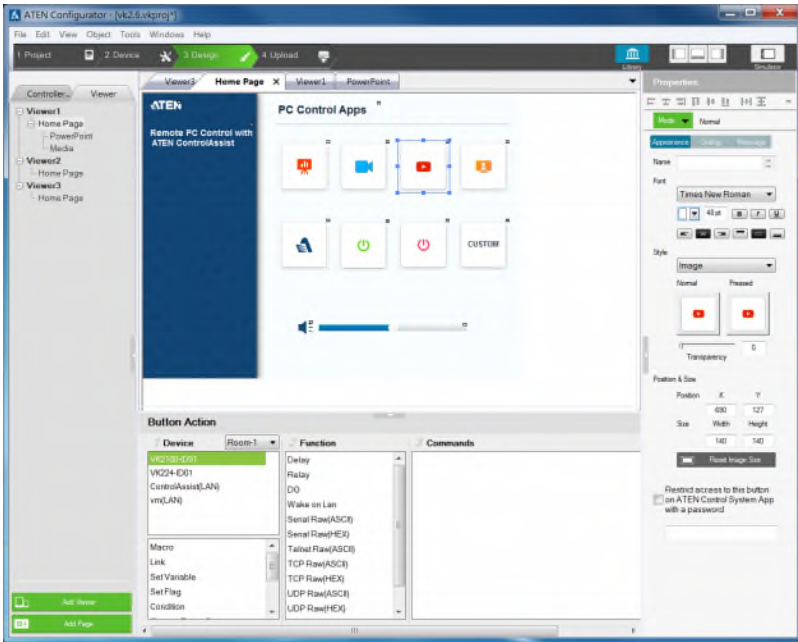 ATEN Configurator - [vk2.6.vkproj*]
File Edit View Object Tools Windows Help
1 Project 2 Device 3 Design 4 Upload
Library Simulator
Controller... Viewer
Viewer1
Home Page
PowerPoint
Media
Viewer2
Home Page
Viewer3
Home Page
Add Viewer
Add Page
Viewer3 Home Page X Viewer1 PowerPoint
ATEN
Remote PC Control with
ATEN ControlAssist
PC Control Apps
CUSTOM
Button Action
Device Room-1 Function Commands
VK2100-ID01
VK224-ID01
ControlAssist(LAN)
vm(LAN)
Macro
Link
Set Variable
Set Flag
Condition
Delay
Relay
DO
Wake on Lan
Serial Raw(ASCII)
Serial Raw(HEX)
Telnet Raw(ASCII)
TCP Raw(ASCII)
TCP Raw(HEX)
UDP Raw(ASCII)
UDP Raw(HEX)
Properties
Mode Normal
Appearance Dialog Message
Name
Font
Times New Roman
48 pt B I U
Style
Image
Normal Pressed
Transparency 0
Position & Size
Position X Y
690 127
Size Width Height
140 140
Reset Image Size
Restrict access to this button
on ATEN Control System App
with a password